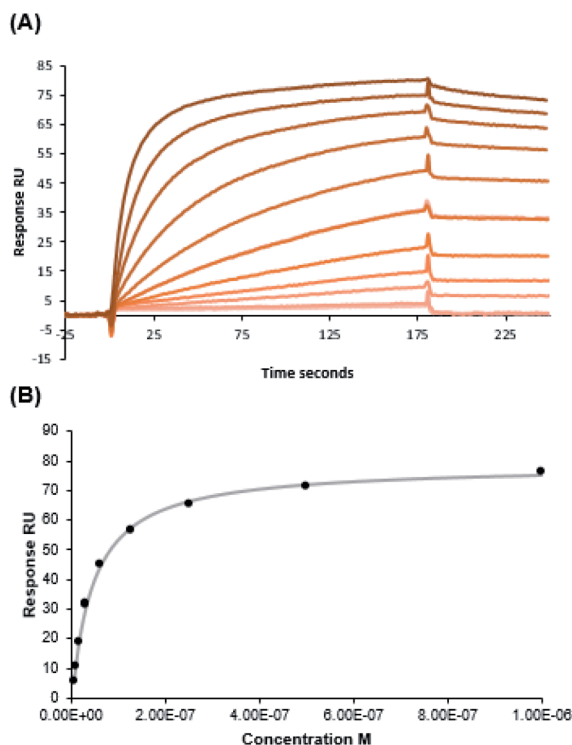 (A)
85
75
65
55
45
35
25
15
5
-5
-15
Response RU
-25 25 75 125 175 225
Time seconds
(B)
90
80
70
60
50
40
30
20
10
0
Response RU
0.00E+00 2.00E-07 4.00E-07 6.00E-07 8.00E-07 1.00E-06
Concentration M